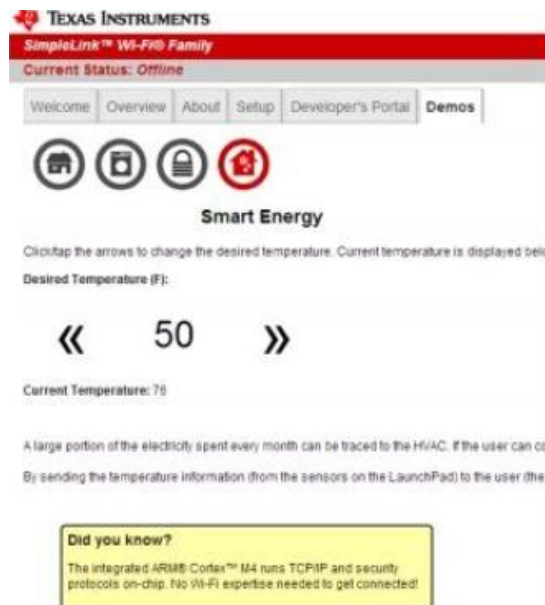 TEXAS INSTRUMENTS
SimpleLink™ Wi-Fi® Family
Current Status: Offline
Welcome Overview About Setup Developer's Portal Demos
Smart Energy
Click/tap the arrows to change the desired temperature. Current temperature is displayed belo
Desired Temperature (F):
« 50 »
Current Temperature: 76
A large portion of the electricity spent every month can be traced to the HVAC. If the user can co
By sending the temperature information (from the sensors on the LaunchPad) to the user (the
Did you know?
The integrated ARM® Cortex™ M4 runs TCP/IP and security
protocols on-chip. No Wi-Fi expertise needed to get connected!